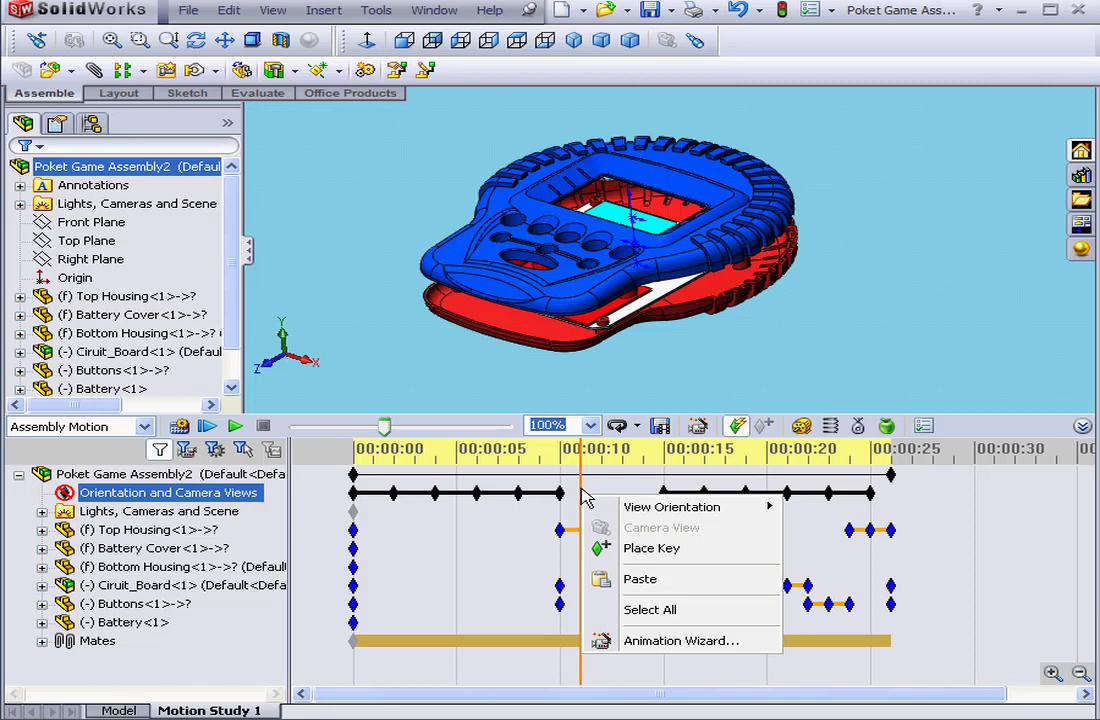 SolidWorks File Edit View Insert Tools Window Help Poket Game Ass...
Assemble Layout Sketch Evaluate Office Products
Poket Game Assembly2 (Defaul
Annotations
Lights, Cameras and Scene
Front Plane
Top Plane
Right Plane
Origin
(f) Top Housing<1>->?
(f) Battery Cover<1>->?
(f) Bottom Housing<1>->?
(-) Ciruit_Board<1> (Defaul
(-) Buttons<1>->?
(-) Battery<1>
Y
X
Z
Assembly Motion 100%
00:00:00 00:00:05 00:00:10 00:00:15 00:00:20 00:00:25 00:00:30 00:0
Poket Game Assembly2 (Default<Defa
Orientation and Camera Views
Lights, Cameras and Scene
(f) Top Housing<1>->?
(f) Battery Cover<1>->?
(f) Bottom Housing<1>->? (Defau
(-) Ciruit_Board<1> (Default<Defa
(-) Buttons<1>->?
(-) Battery<1>
Mates
View Orientation
Camera View
Place Key
Paste
Select All
Animation Wizard...
Model Motion Study 1